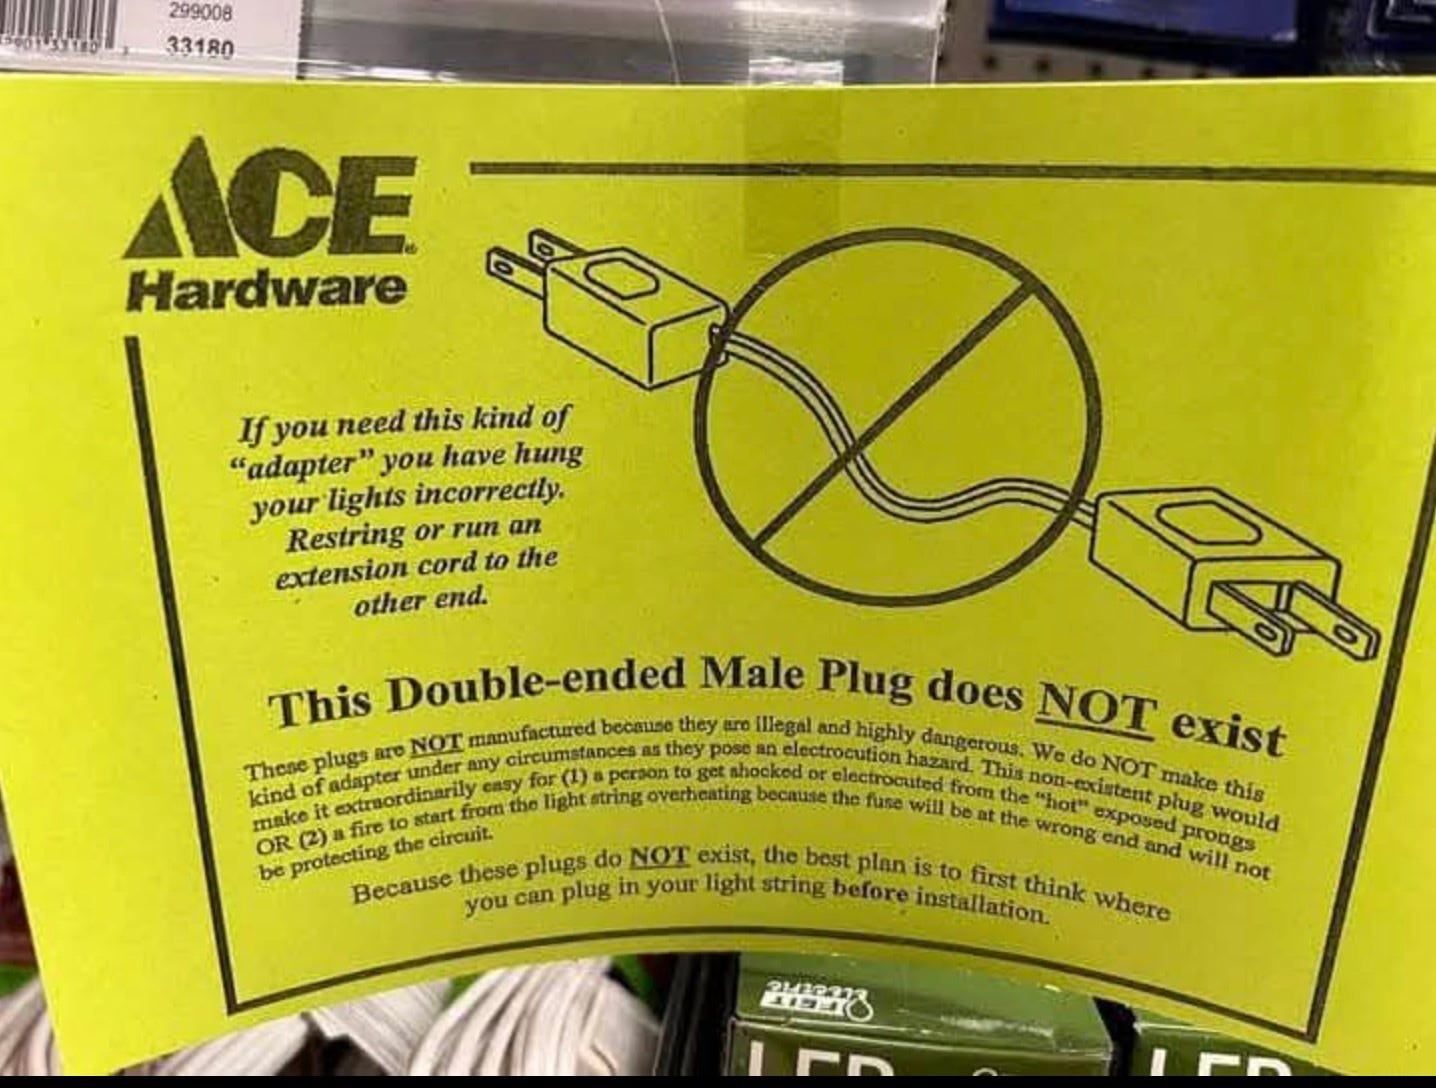 299008
33180
ACE
Hardware
If you need this kind of
“adapter” you have hung
your lights incorrectly.
Restring or run an
extension cord to the
other end.
This Double-ended Male Plug does NOT exist
These plugs are NOT manufactured because they are illegal and highly dangerous. We do NOT make this
kind of adapter under any circumstances as they pose an electrocution hazard. This non-existent plug would
make it extraordinarily easy for (1) a person to get shocked or electrocuted from the "hot" exposed prongs
OR (2) a fire to start from the light string overheating because the fuse will be at the wrong end and will not
be protecting the circuit.
Because these plugs do NOT exist, the best plan is to first think where
you can plug in your light string before installation.
FEIT
electric
LED
LED